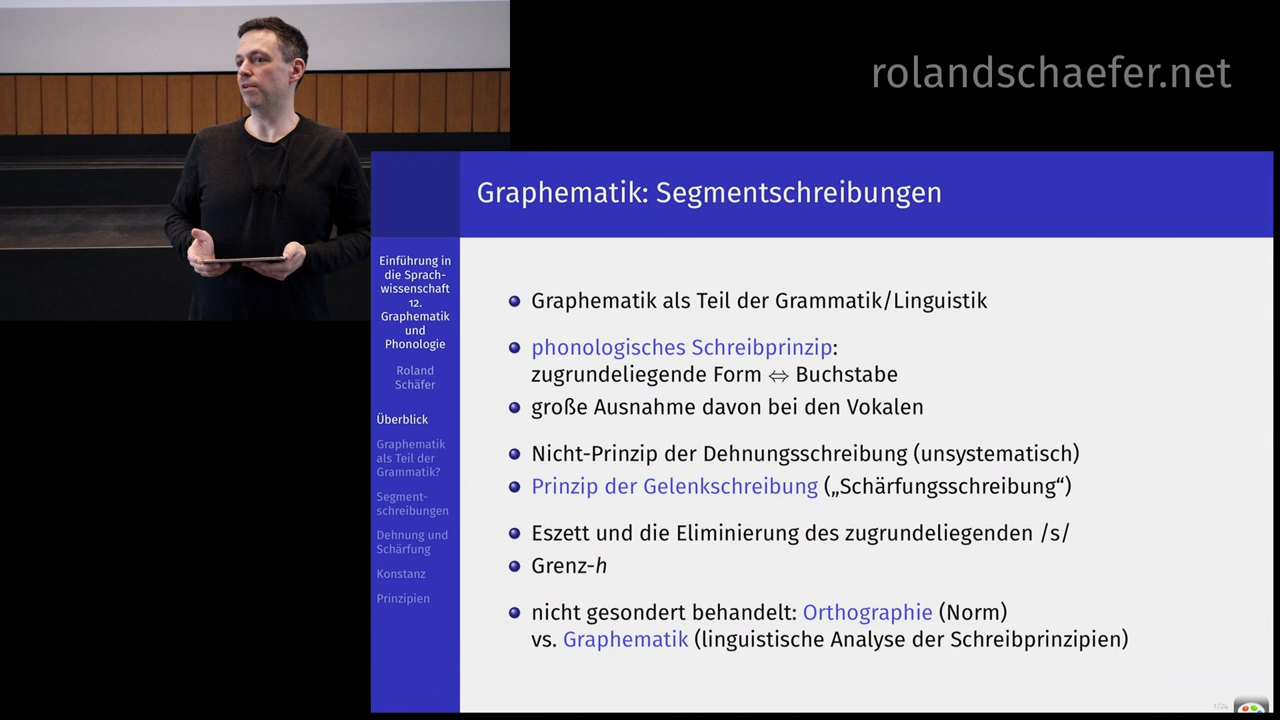 rolandschaefer.net
Graphematik: Segmentschreibungen
Einführung in
die Sprach-
wissenschaft
12.
Graphematik
und
Phonologie
Roland
Schäfer
Überblick
Graphematik
als Teil der
Grammatik?
Segment-
schreibungen
Dehnung und
Schärfung
Konstanz
Prinzipien
Graphematik als Teil der Grammatik/Linguistik
phonologisches Schreibprinzip:
zugrundeliegende Form ⇔ Buchstabe
große Ausnahme davon bei den Vokalen
Nicht-Prinzip der Dehnungsschreibung (unsystematisch)
Prinzip der Gelenkschreibung („Schärfungsschreibung“)
Eszett und die Eliminierung des zugrundeliegenden /s/
Grenz-h
nicht gesondert behandelt: Orthographie (Norm)
vs. Graphematik (linguistische Analyse der Schreibprinzipien)
1/24